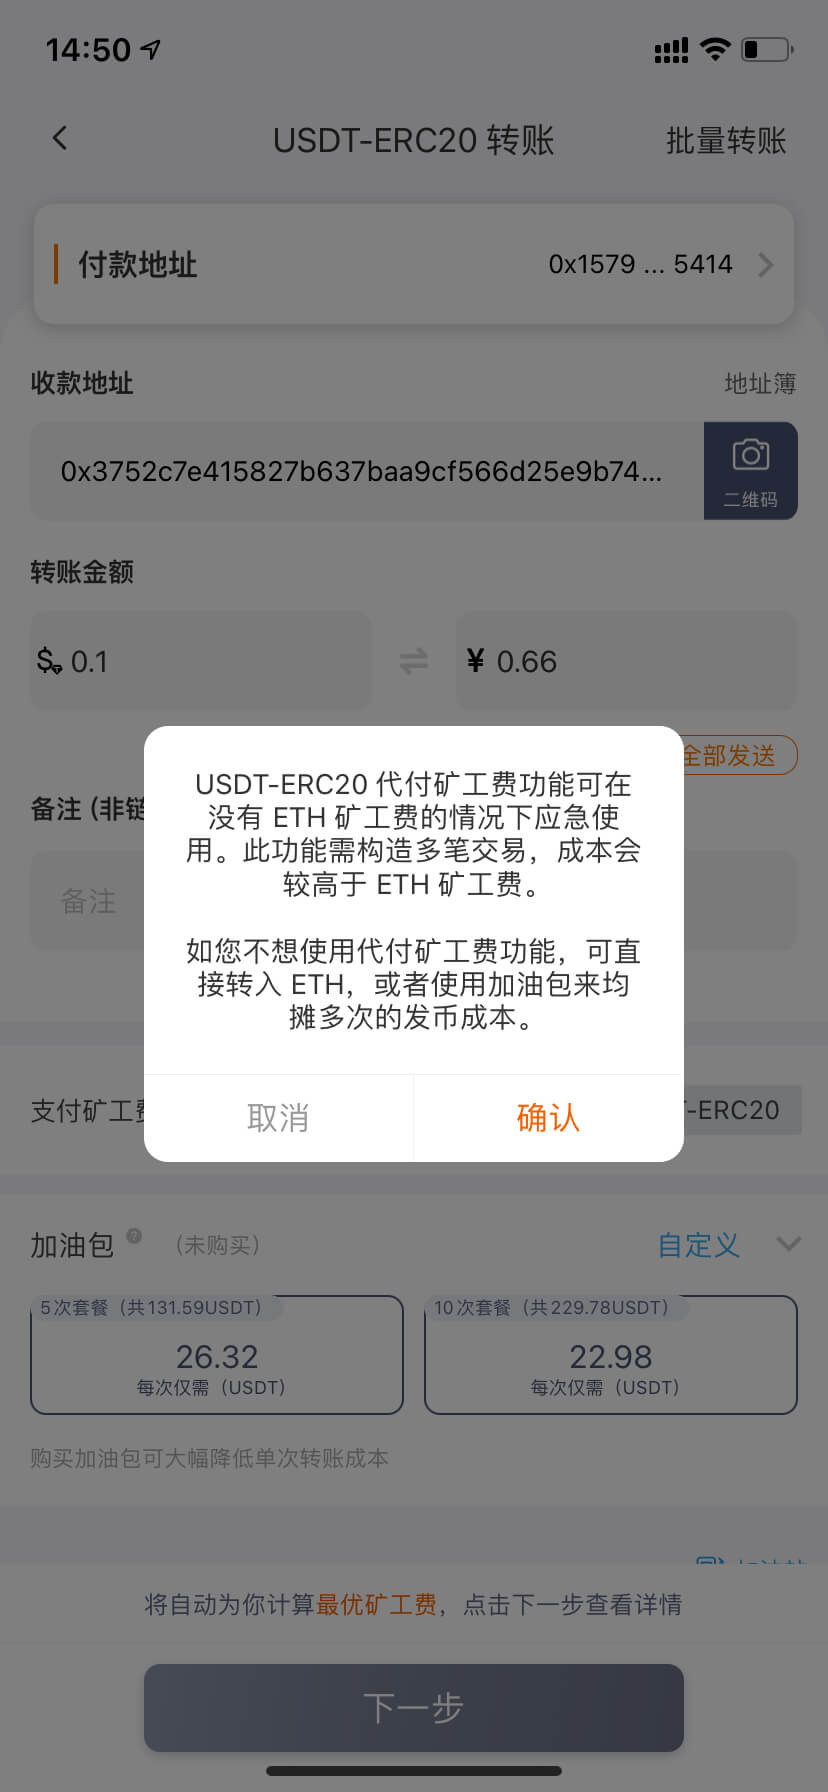 14:50
USDT-ERC20 转账
批量转账
付款地址
0x1579 ... 5414
收款地址
地址簿
0x3752c7e415827b637baa9cf566d25e9b74...
二维码
转账金额
0.1
¥ 0.66
全部发送
备注 (非链
备注
USDT-ERC20 代付矿工费功能可在
没有 ETH 矿工费的情况下应急使
用。此功能需构造多笔交易，成本会
较高于 ETH 矿工费。
如您不想使用代付矿工费功能，可直
接转入 ETH，或者使用加油包来均
摊多次的发币成本。
取消
确认
支付矿工费
-ERC20
加油包
?
（未购买）
自定义
5次套餐（共131.59USDT）
26.32
每次仅需（USDT）
10次套餐（共229.78USDT）
22.98
每次仅需（USDT）
购买加油包可大幅降低单次转账成本
将自动为你计算最优矿工费，点击下一步查看详情
下一步